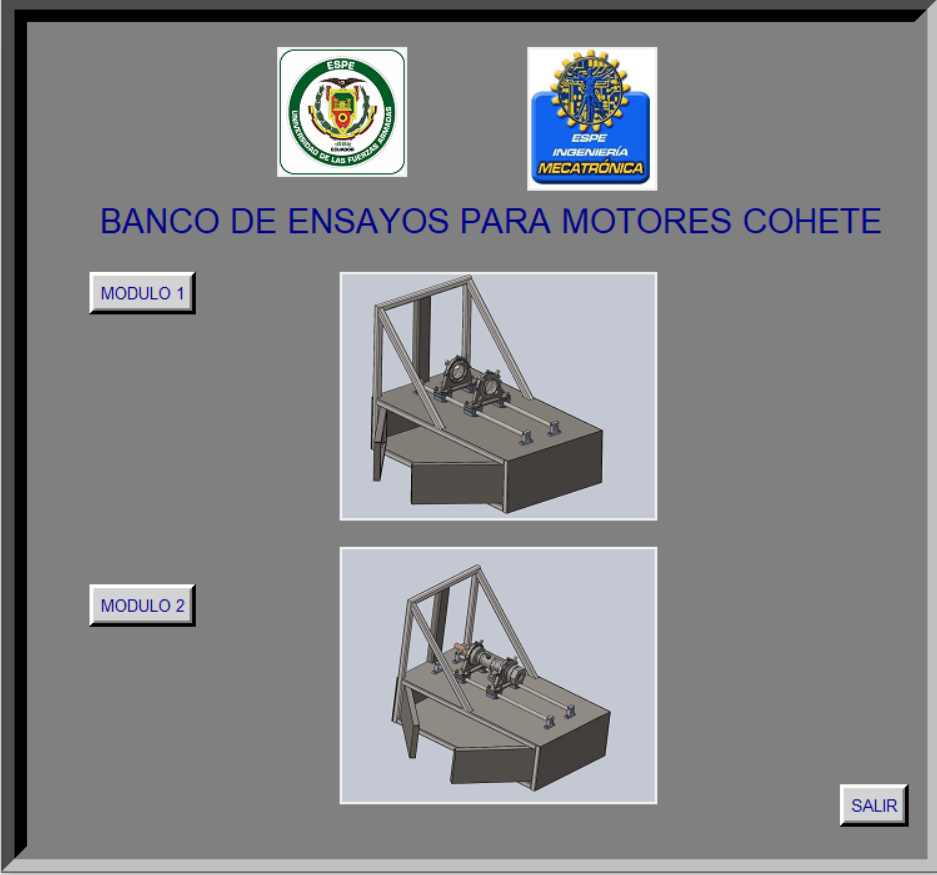 ESPE
UNIVERSIDAD DE LAS FUERZAS ARMADAS
ECUADOR
ESPE
INGENIERÍA
MECATRÓNICA
BANCO DE ENSAYOS PARA MOTORES COHETE
MODULO 1
MODULO 2
SALIR